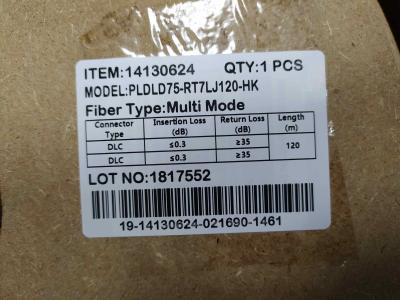 ITEM:14130624 QTY:1 PCS
MODEL:PLDLD75-RT7LJ120-HK
Fiber Type:Multi Mode
Connector Type Insertion Loss (dB) Return Loss (dB) Length (m)
DLC ≤0.3 ≥35 120
DLC ≤0.3 ≥35
LOT NO:1817552
19-14130624-021690-1461